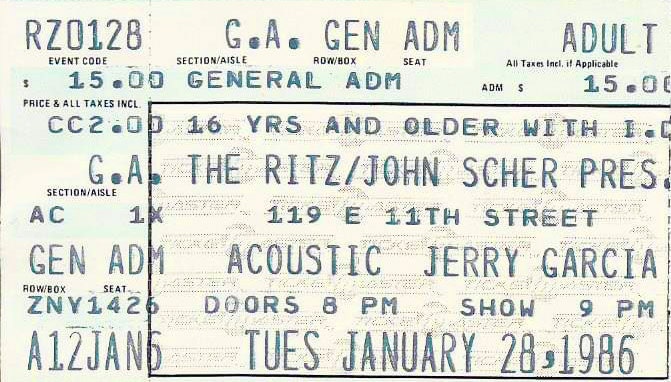 RZ0128 G.A. GEN ADM ADULT
EVENT CODE SECTION/AISLE ROW/BOX SEAT All Taxes Incl. if Applicable
$ 15.00 GENERAL ADM ADM $ 15.00
PRICE & ALL TAXES INCL.
CC2.00 16 YRS AND OLDER WITH I.
G.A. THE RITZ/JOHN SCHER PRES.
SECTION/AISLE
AC 1X 119 E 11TH STREET
GEN ADM ACOUSTIC JERRY GARCIA
ROW/BOX SEAT
ZNY1426 DOORS 8 PM SHOW 9 PM
A12JAN6 TUES JANUARY 28,1986